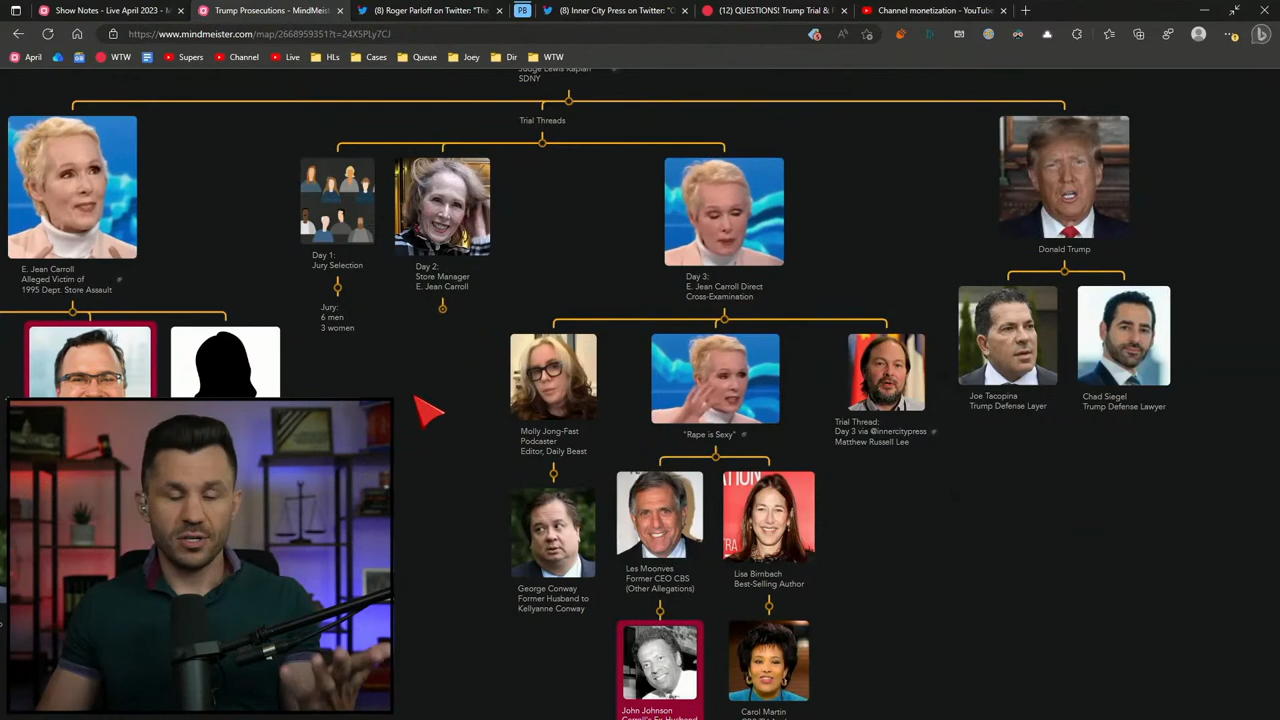 Show Notes - Live April 2023 -
Trump Prosecutions - MindMeist
(8) Roger Parloff on Twitter: "The
PB
(8) Inner City Press on Twitter: "C
(12) QUESTIONS! Trump Trial &
Channel monetization - YouTube
https://www.mindmeister.com/map/2668959351?t=24X5PLy7CJ
April
WTW
Supers
Channel
Live
HLs
Cases
Queue
Joey
Dir
WTW
Judge Lewis Kaplan
SDNY
Trial Threads
E. Jean Carroll
Alleged Victim of
1995 Dept. Store Assault
Day 1:
Jury Selection
Jury:
6 men
3 women
Day 2:
Store Manager
E. Jean Carroll
Day 3:
E. Jean Carroll Direct
Cross-Examination
Donald Trump
Joe Tacopina
Trump Defense Layer
Chad Siegel
Trump Defense Lawyer
Molly Jong-Fast
Podcaster
Editor, Daily Beast
"Rape is Sexy"
Trial Thread:
Day 3 via @innercitypress
Matthew Russell Lee
George Conway
Former Husband to
Kellyanne Conway
Les Moonves
Former CEO CBS
(Other Allegations)
Lisa Birnbach
Best-Selling Author
John Johnson
Carroll's Ex-Husband
Carol Martin